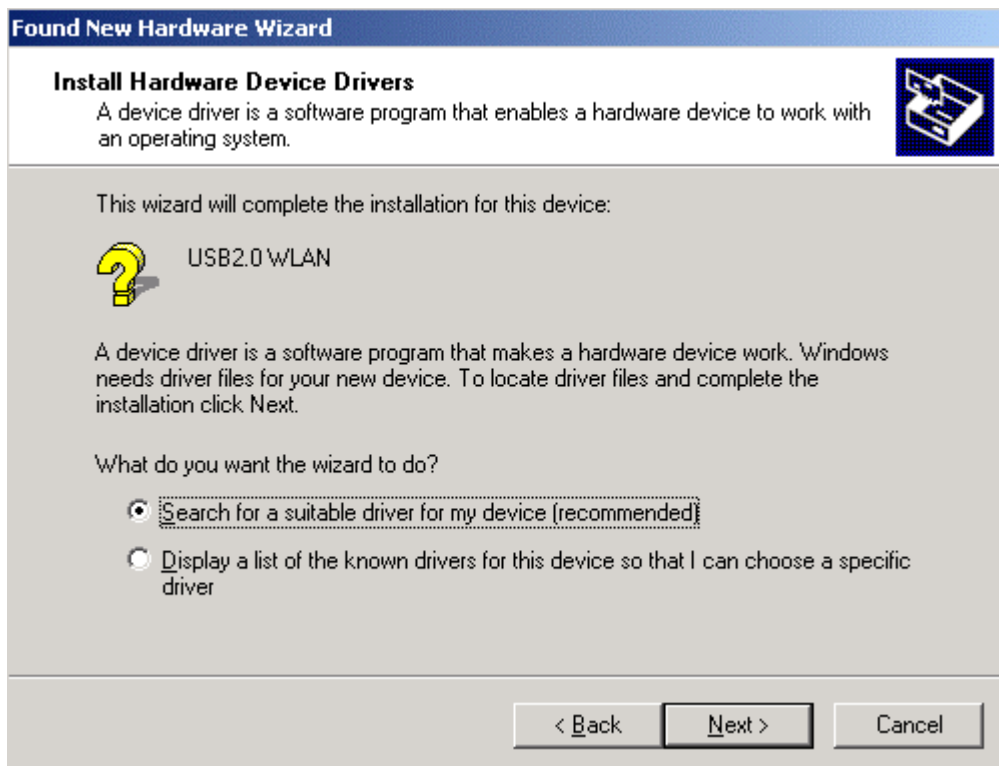 Found New Hardware Wizard
Install Hardware Device Drivers
A device driver is a software program that enables a hardware device to work with
an operating system.
This wizard will complete the installation for this device:
USB2.0 WLAN
A device driver is a software program that makes a hardware device work. Windows
needs driver files for your new device. To locate driver files and complete the
installation click Next.
What do you want the wizard to do?
Search for a suitable driver for my device (recommended)
Display a list of the known drivers for this device so that I can choose a specific
driver
< Back
Next >
Cancel